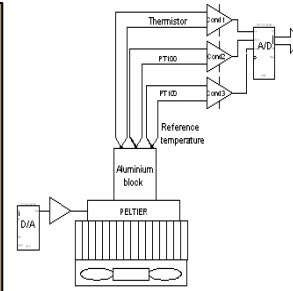 Thermistor
Cond1
A/D
Cond2
PT100
Cond3
PT100
Reference
temperature
Aluminium
block
PELTIER
D/A